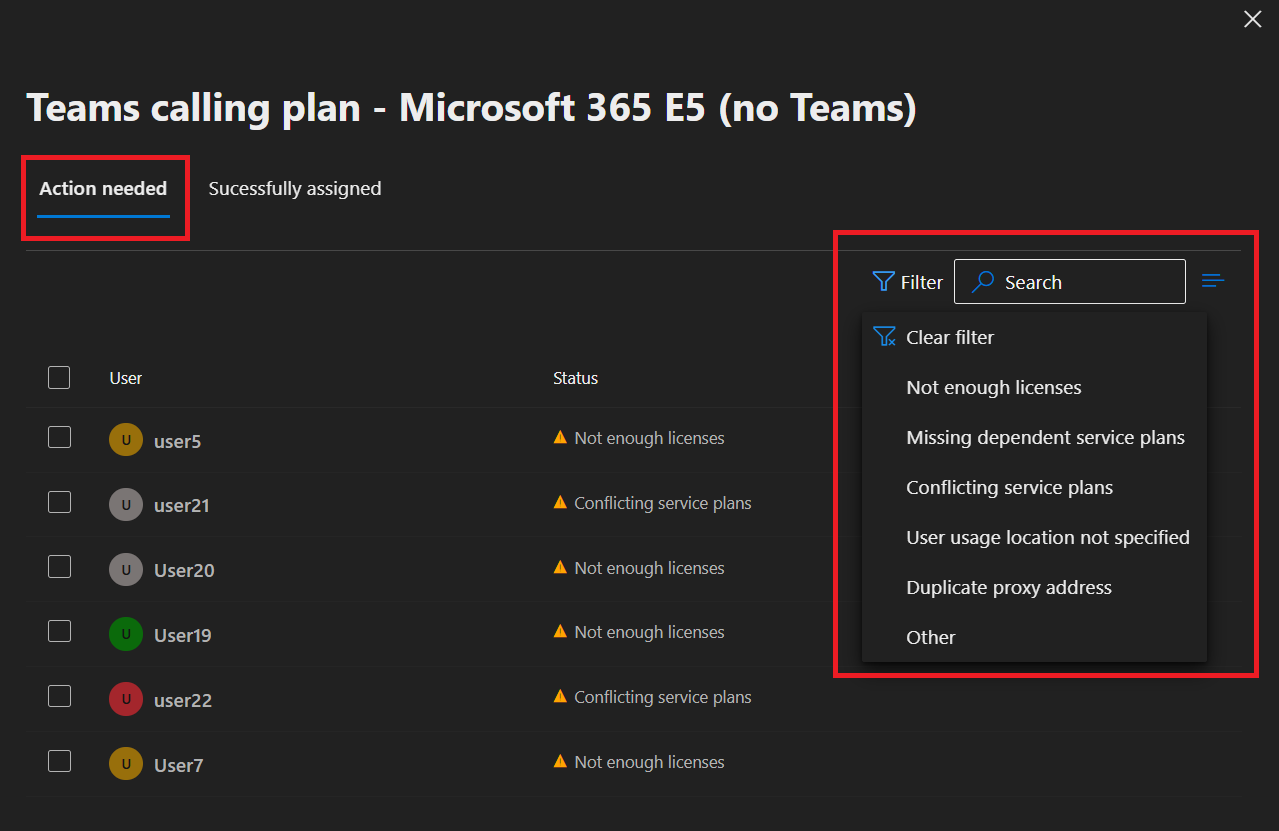 Teams calling plan - Microsoft 365 E5 (no Teams)
Action needed Sucessfully assigned
Filter Search
Clear filter
Not enough licenses
Missing dependent service plans
Conflicting service plans
User usage location not specified
Duplicate proxy address
Other
User Status
U user5 Not enough licenses
U user21 Conflicting service plans
U User20 Not enough licenses
U User19 Not enough licenses
U user22 Conflicting service plans
U User7 Not enough licenses